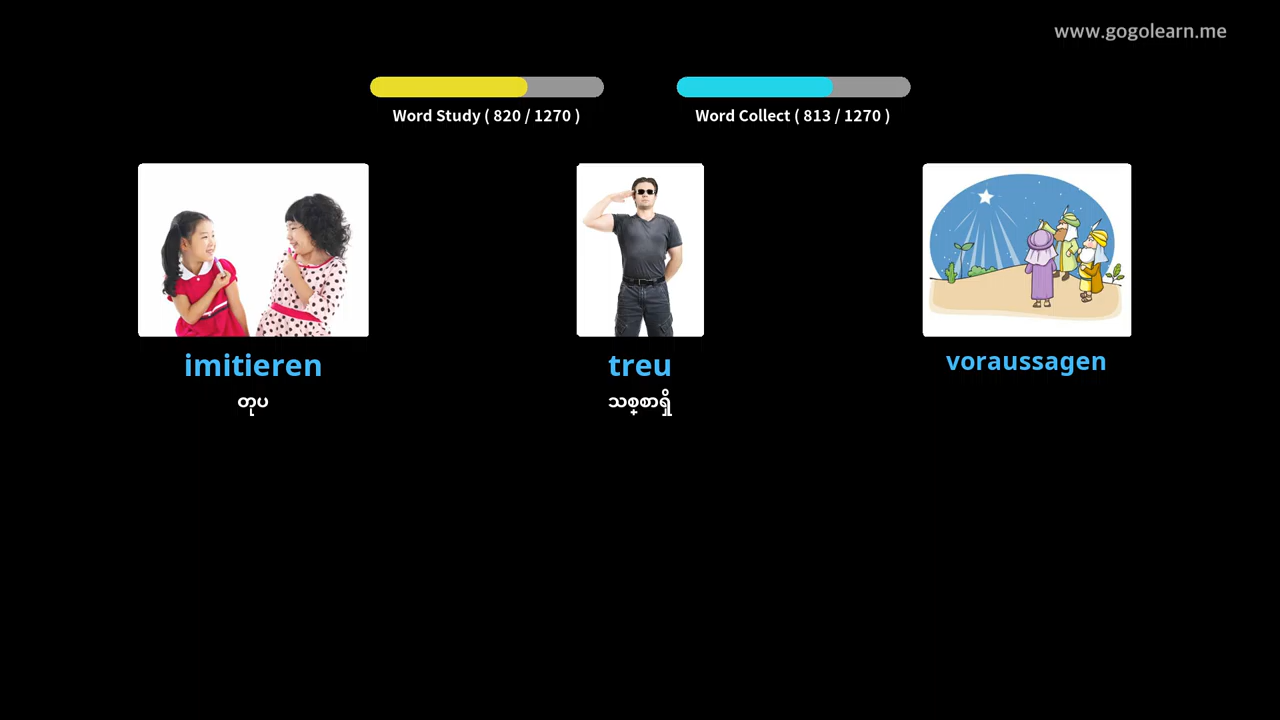 www.gogolearn.me
Word Study ( 820 / 1270 )
Word Collect ( 813 / 1270 )
imitieren
treu
voraussagen
တုပ
သစ္စာရှိ